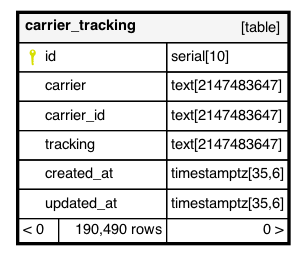 carrier_tracking [table]
id serial[10]
carrier text[2147483647]
carrier_id text[2147483647]
tracking text[2147483647]
created_at timestamptz[35,6]
updated_at timestamptz[35,6]
< 0 190,490 rows 0 >